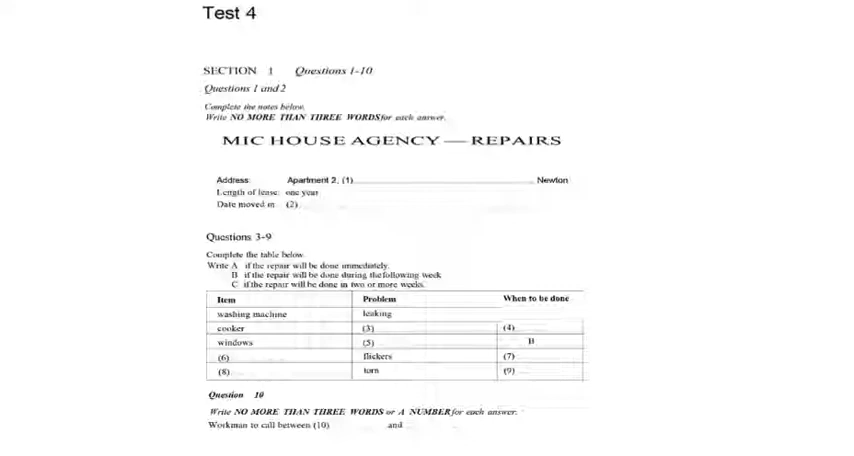 Test 4
SECTION 1 Questions 1-10
Questions 1 and 2
Complete the notes below.
Write NO MORE THAN THREE WORDS for each answer.
MIC HOUSE AGENCY — REPAIRS
Address: Apartment 2, (1) Newton
Length of lease: one year
Date moved in (2)
Questions 3-9
Complete the table below.
Write A if the repair will be done immediately.
B if the repair will be done during the following week
C if the repair will be done in two or more weeks.
Item Problem When to be done
washing machine leaking
cooker (3) (4)
windows (5) B
(6) flickers (7)
(8) torn (9)
Question 10
Write NO MORE THAN THREE WORDS or A NUMBER for each answer.
Workman to call between (10) and